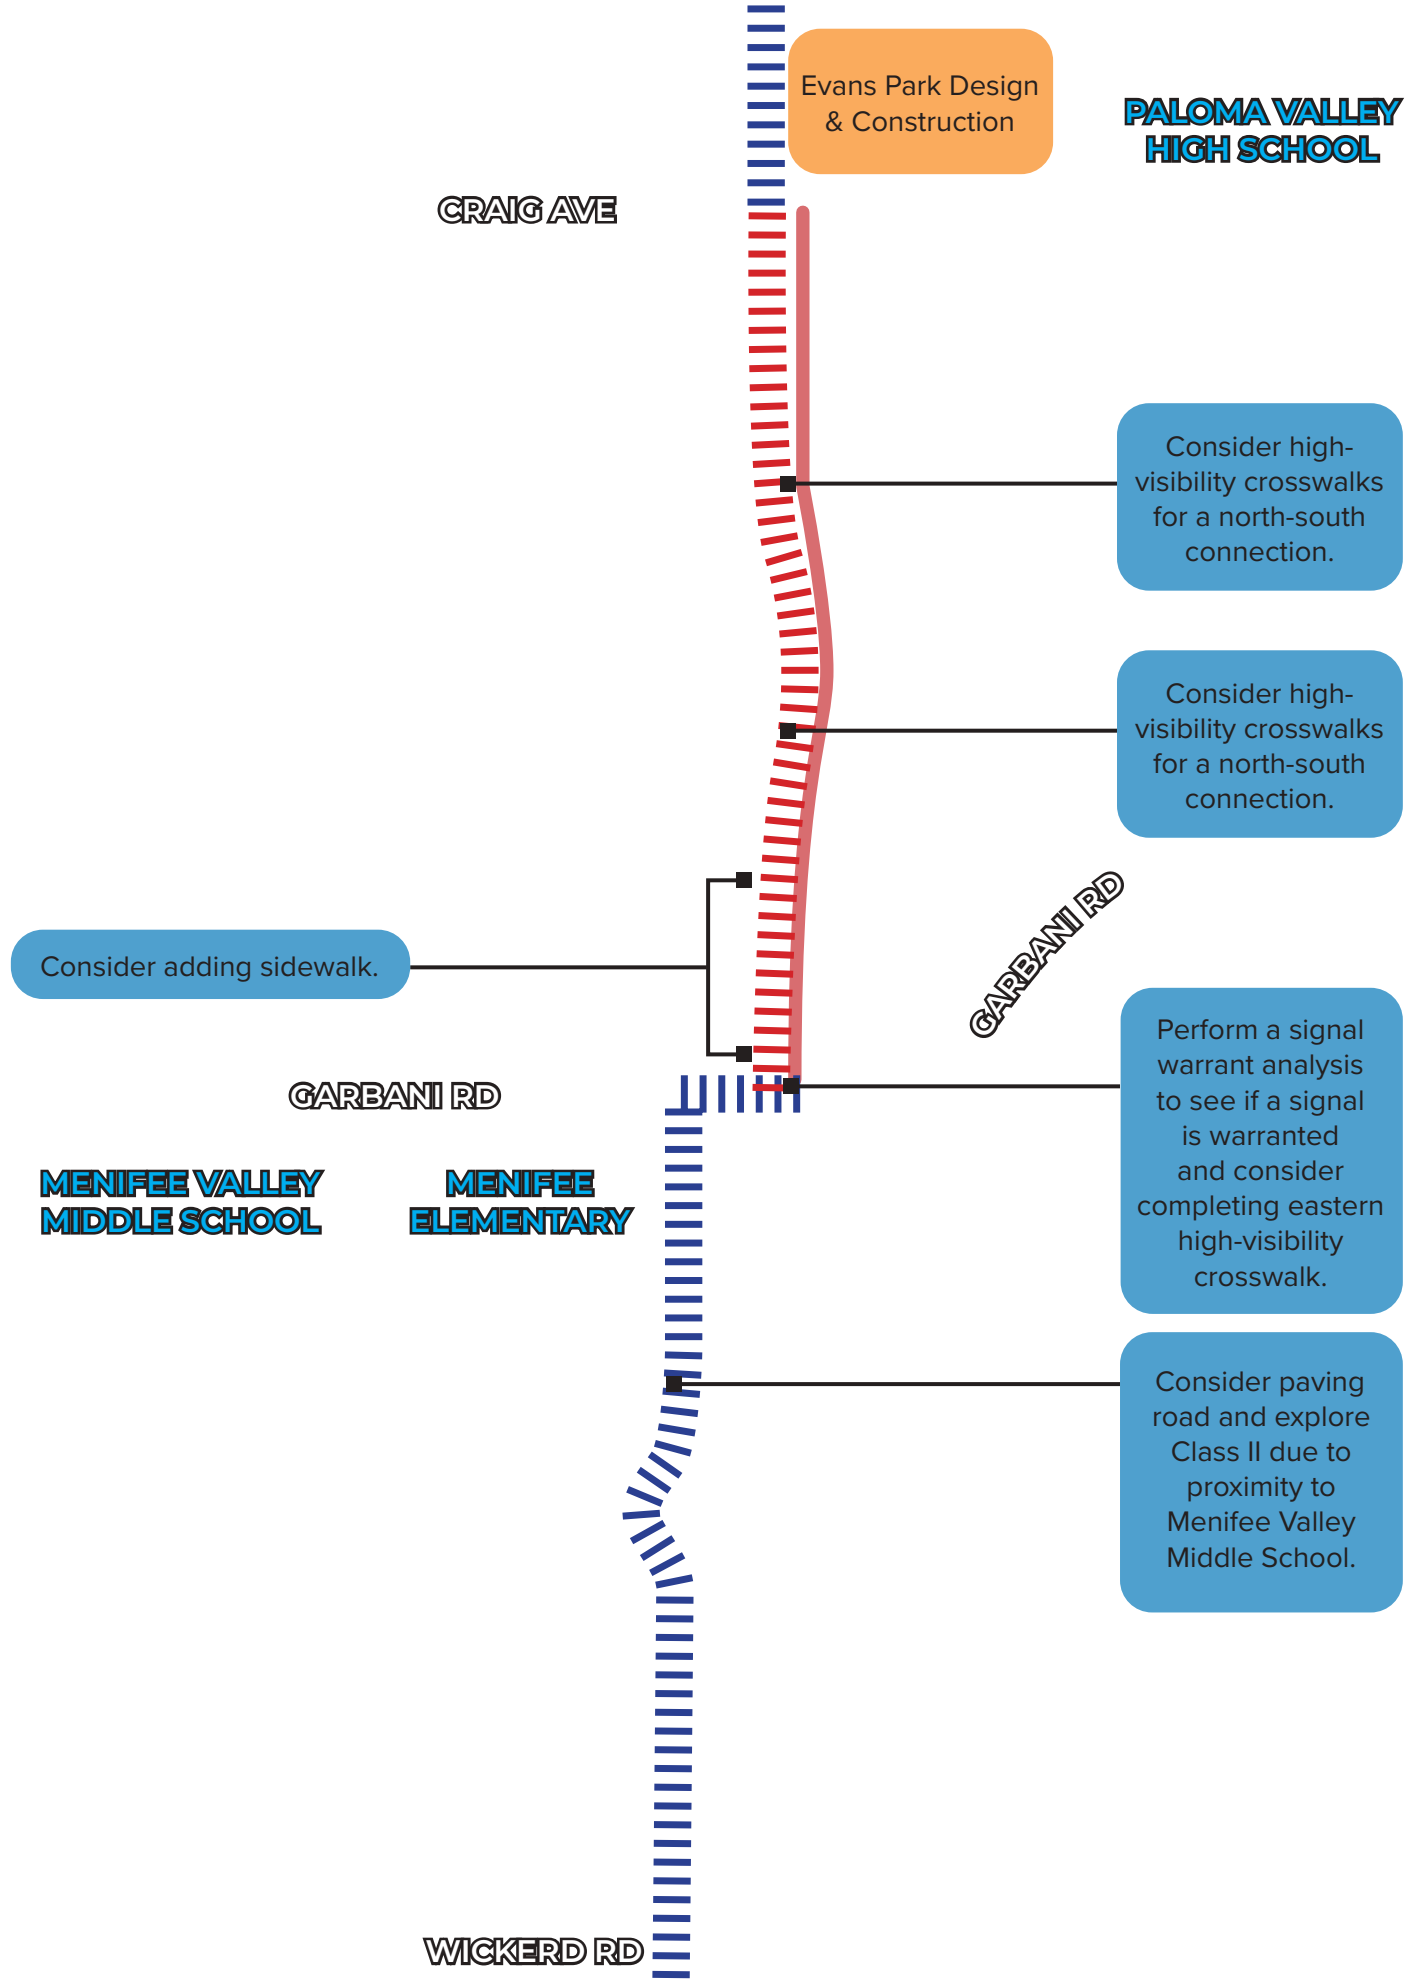 Evans Park Design
& Construction
PALOMA VALLEY
HIGH SCHOOL
CRAIG AVE
Consider high-
visibility crosswalks
for a north-south
connection.
Consider high-
visibility crosswalks
for a north-south
connection.
GARBANI RD
Consider adding sidewalk.
Perform a signal
warrant analysis
to see if a signal
is warranted
and consider
completing eastern
high-visibility
crosswalk.
GARBANI RD
MENIFEE VALLEY
MIDDLE SCHOOL
MENIFEE
ELEMENTARY
Consider paving
road and explore
Class II due to
proximity to
Menifee Valley
Middle School.
WICKERD RD